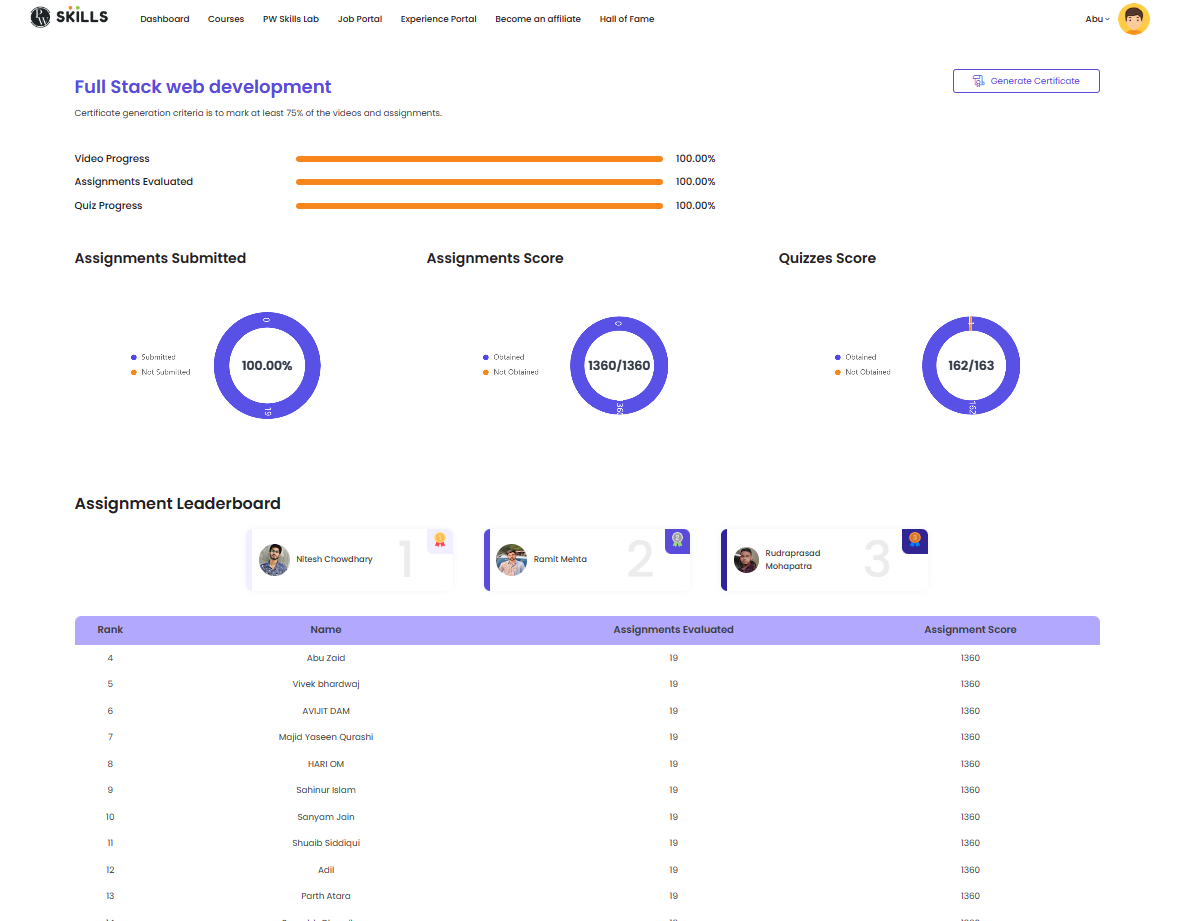 PW SKILLS
Dashboard Courses PW Skills Lab Job Portal Experience Portal Become an affiliate Hall of Fame Abu
Full Stack web development
Generate Certificate
Certificate generation criteria is to mark at least 75% of the videos and assignments.
Video Progress 100.00%
Assignments Evaluated 100.00%
Quiz Progress 100.00%
Assignments Submitted
Submitted
Not Submitted
0
100.00%
19
Assignments Score
Obtained
Not Obtained
0
1360/1360
Quizzes Score
Obtained
Not Obtained
1
162/163
162
Assignment Leaderboard
Nitesh Chowdhary 1
Ramit Mehta 2
Rudraprasad
Mohapatra 3
Rank Name Assignments Evaluated Assignment Score
4 Abu Zaid 19 1360
5 Vivek bhardwaj 19 1360
6 AVIJIT DAM 19 1360
7 Majid Yaseen Qurashi 19 1360
8 HARI OM 19 1360
9 Sahinur Islam 19 1360
10 Sanyam Jain 19 1360
11 Shuaib Siddiqui 19 1360
12 Adil 19 1360
13 Parth Atara 19 1360